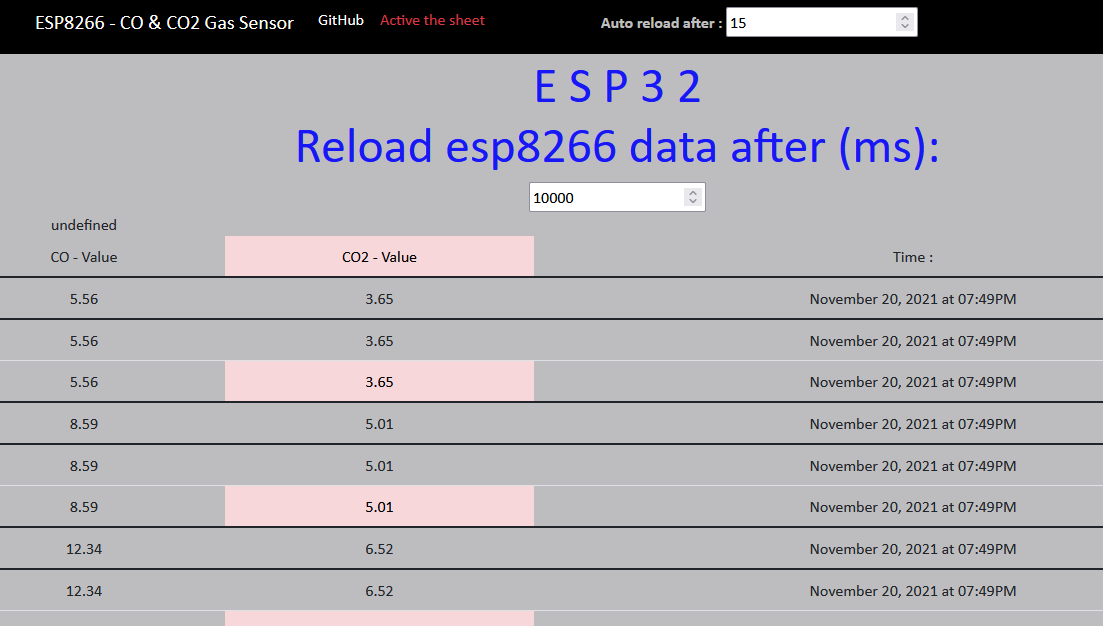 ESP8266 - CO & CO2 Gas Sensor GitHub Active the sheet Auto reload after : 15
E S P 3 2
Reload esp8266 data after (ms):
10000
undefined
CO - Value CO2 - Value Time :
5.56 3.65 November 20, 2021 at 07:49PM
5.56 3.65 November 20, 2021 at 07:49PM
5.56 3.65 November 20, 2021 at 07:49PM
8.59 5.01 November 20, 2021 at 07:49PM
8.59 5.01 November 20, 2021 at 07:49PM
8.59 5.01 November 20, 2021 at 07:49PM
12.34 6.52 November 20, 2021 at 07:49PM
12.34 6.52 November 20, 2021 at 07:49PM